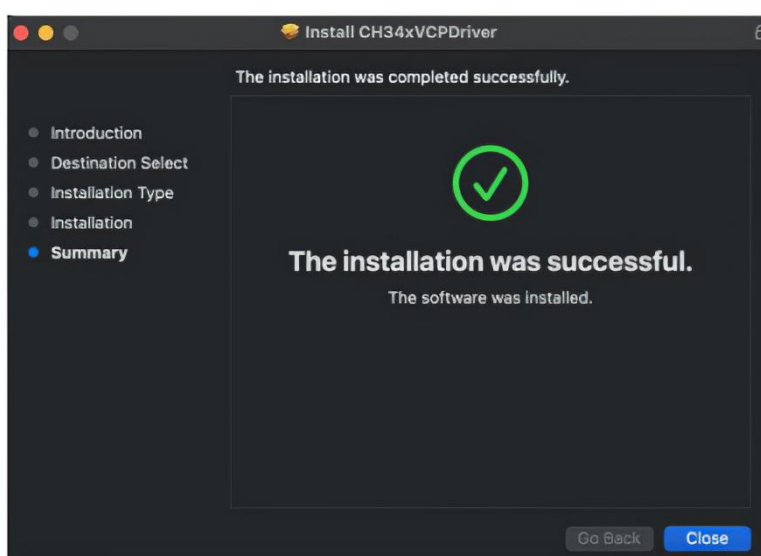 Install CH34xVCPDriver
The installation was completed successfully.
Introduction
Destination Select
Installation Type
Installation
Summary
The installation was successful.
The software was installed.
Go Back
Close